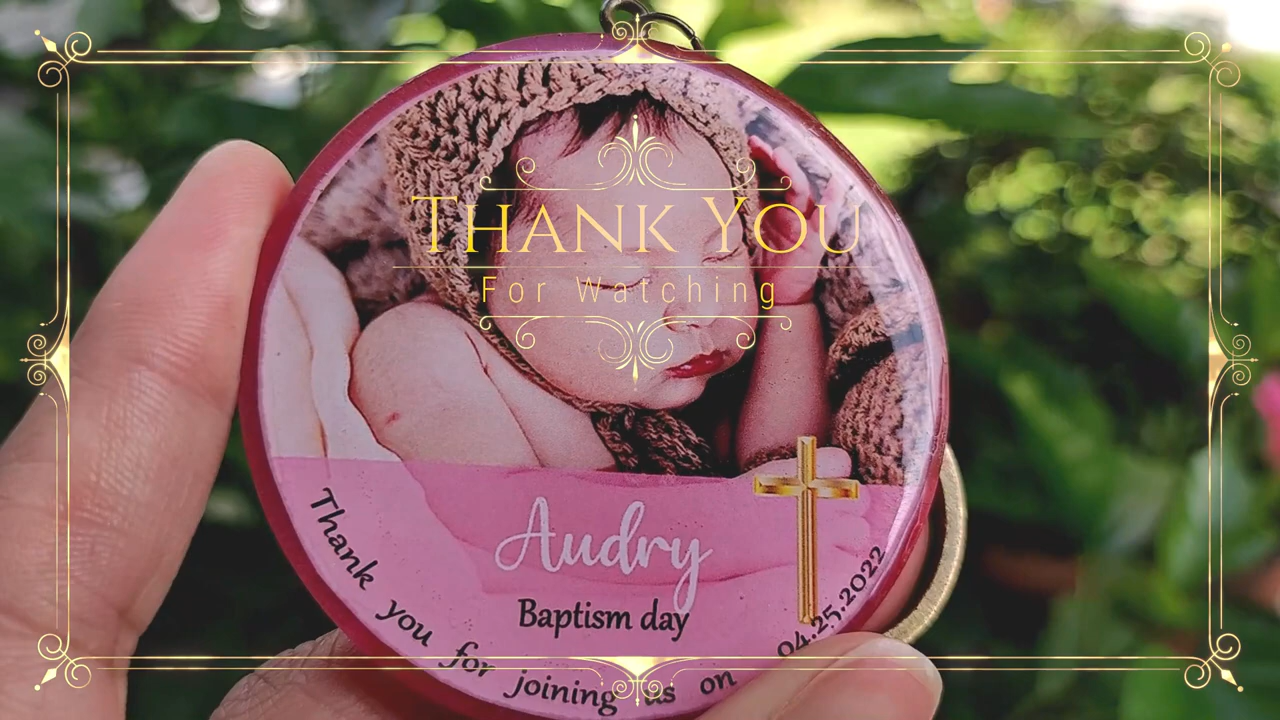 Thank You
For Watching
Audry
Baptism day
Thank you for joining us on 04.25.2022